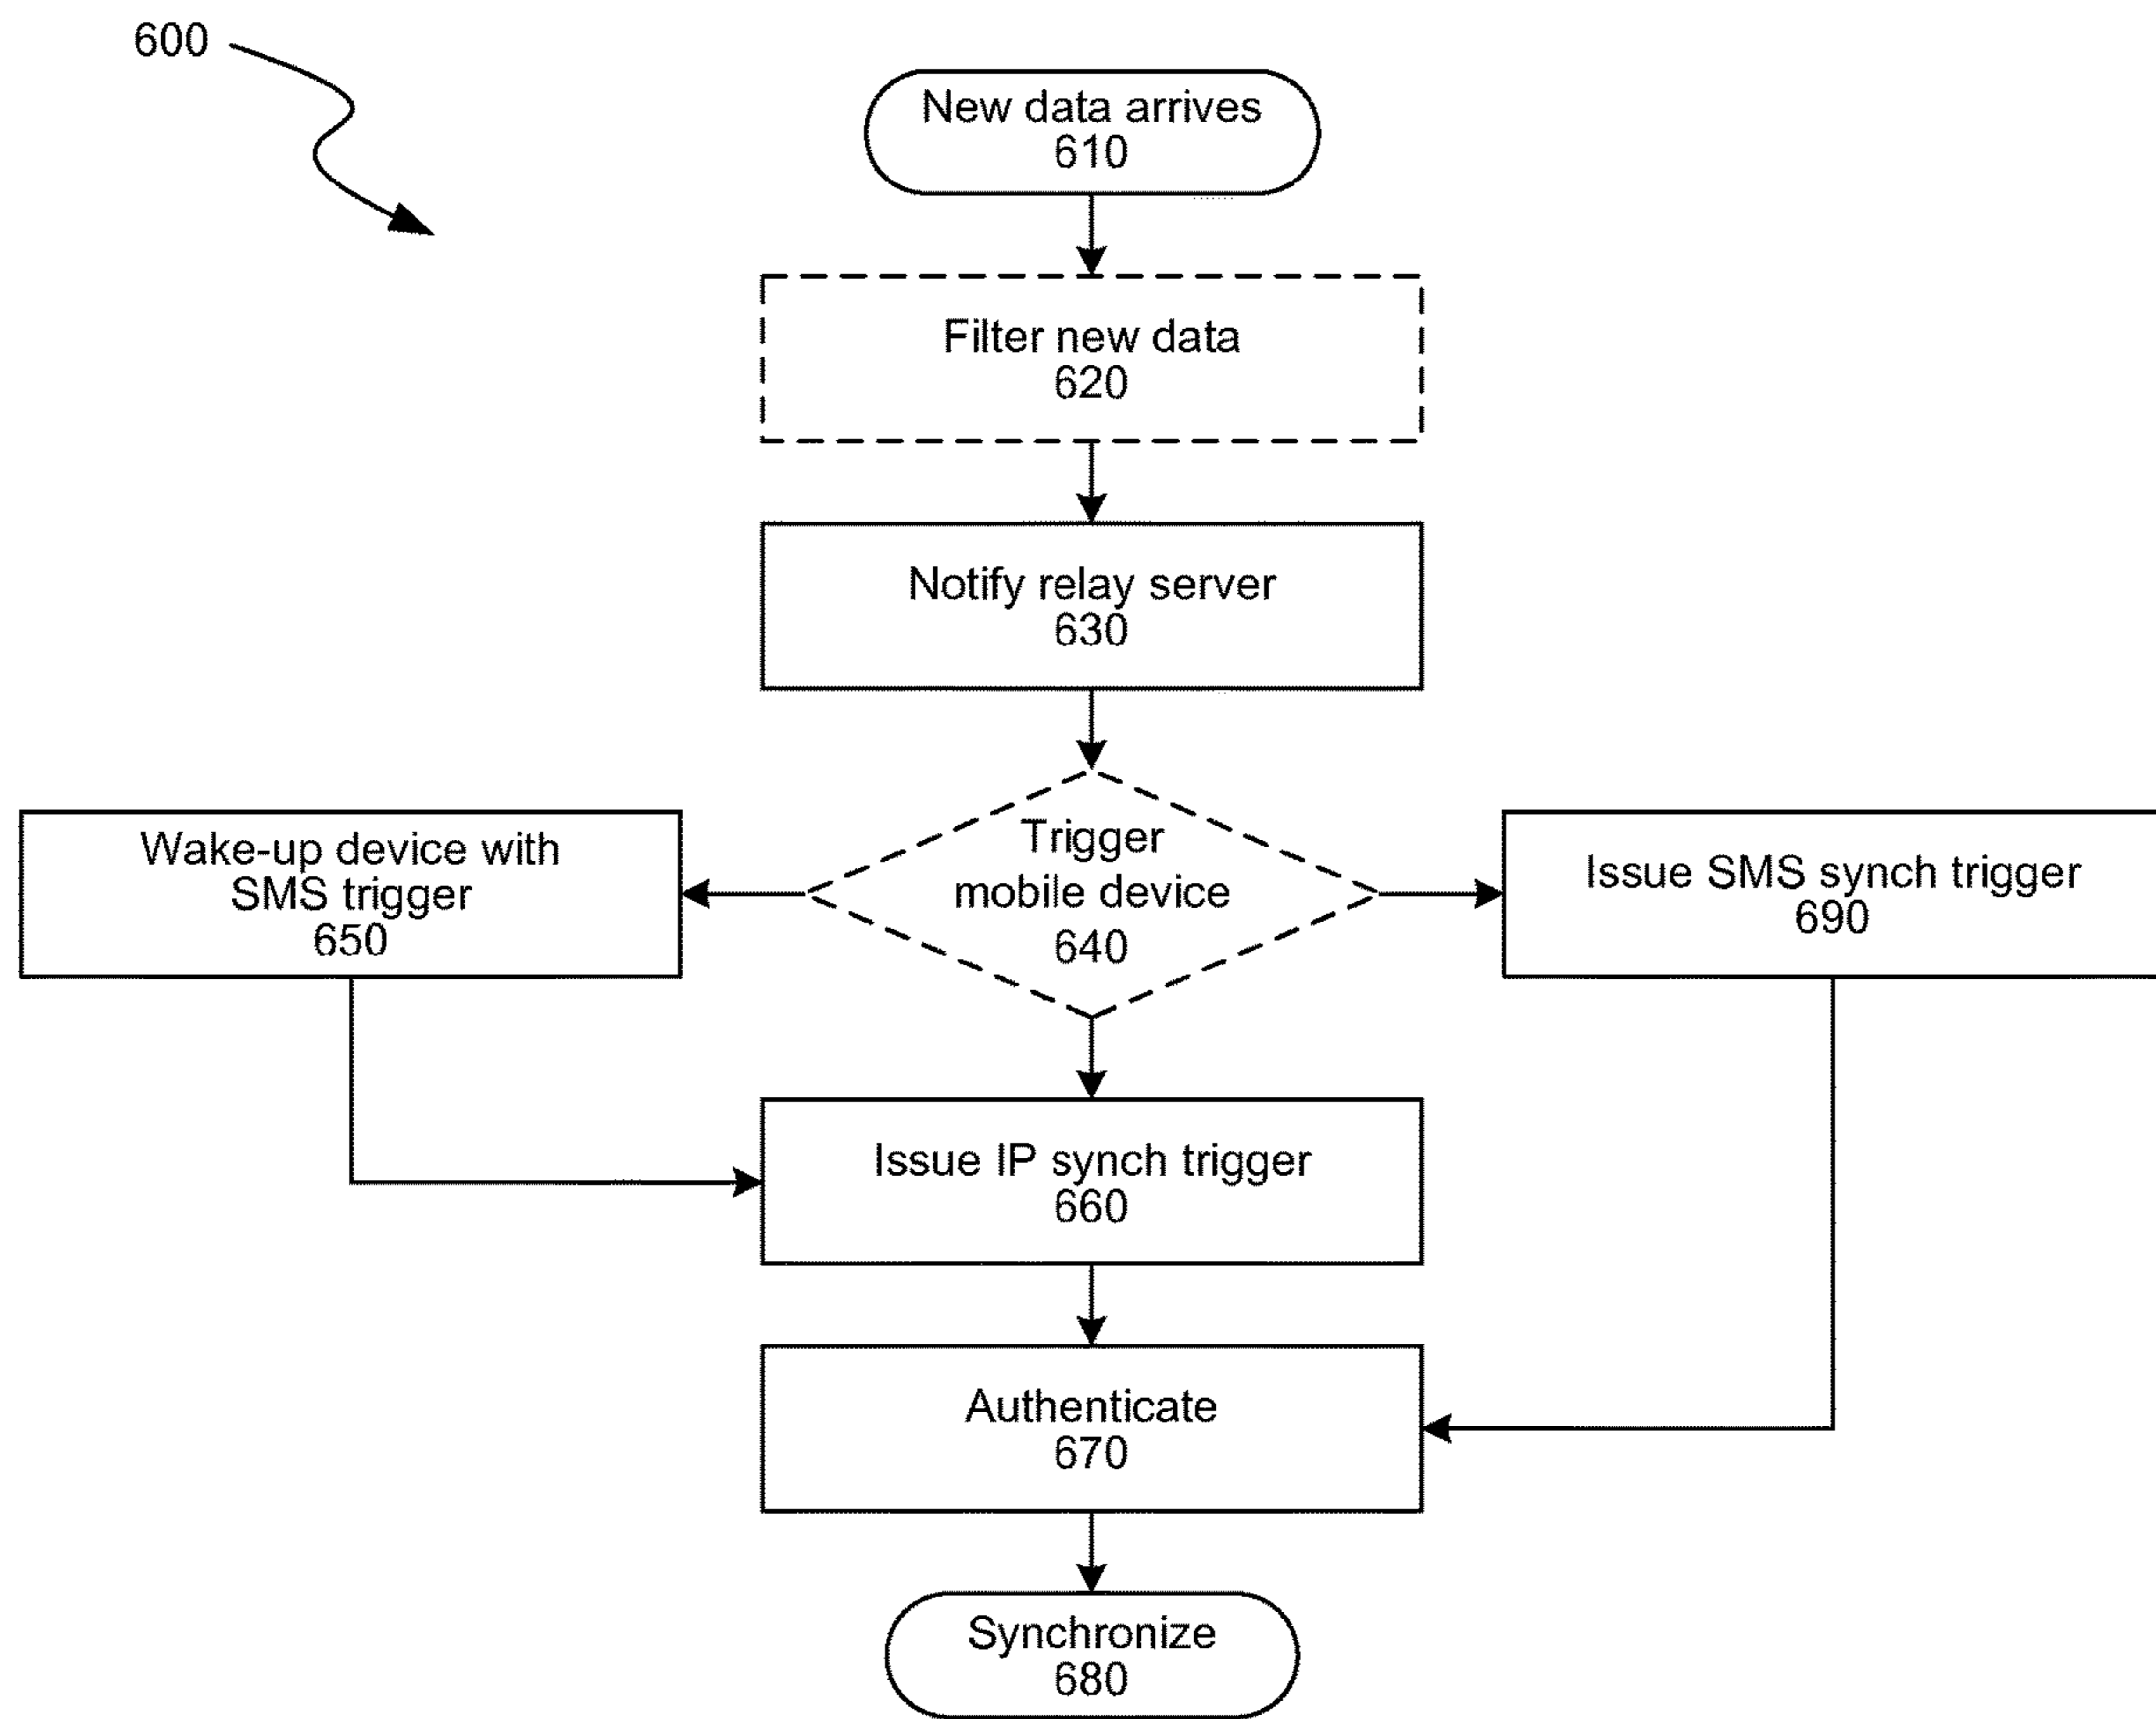 600
New data arrives
610
Filter new data
620
Notify relay server
630
Trigger
mobile device
640
Wake-up device with
SMS trigger
650
Issue SMS synch trigger
690
Issue IP synch trigger
660
Authenticate
670
Synchronize
680